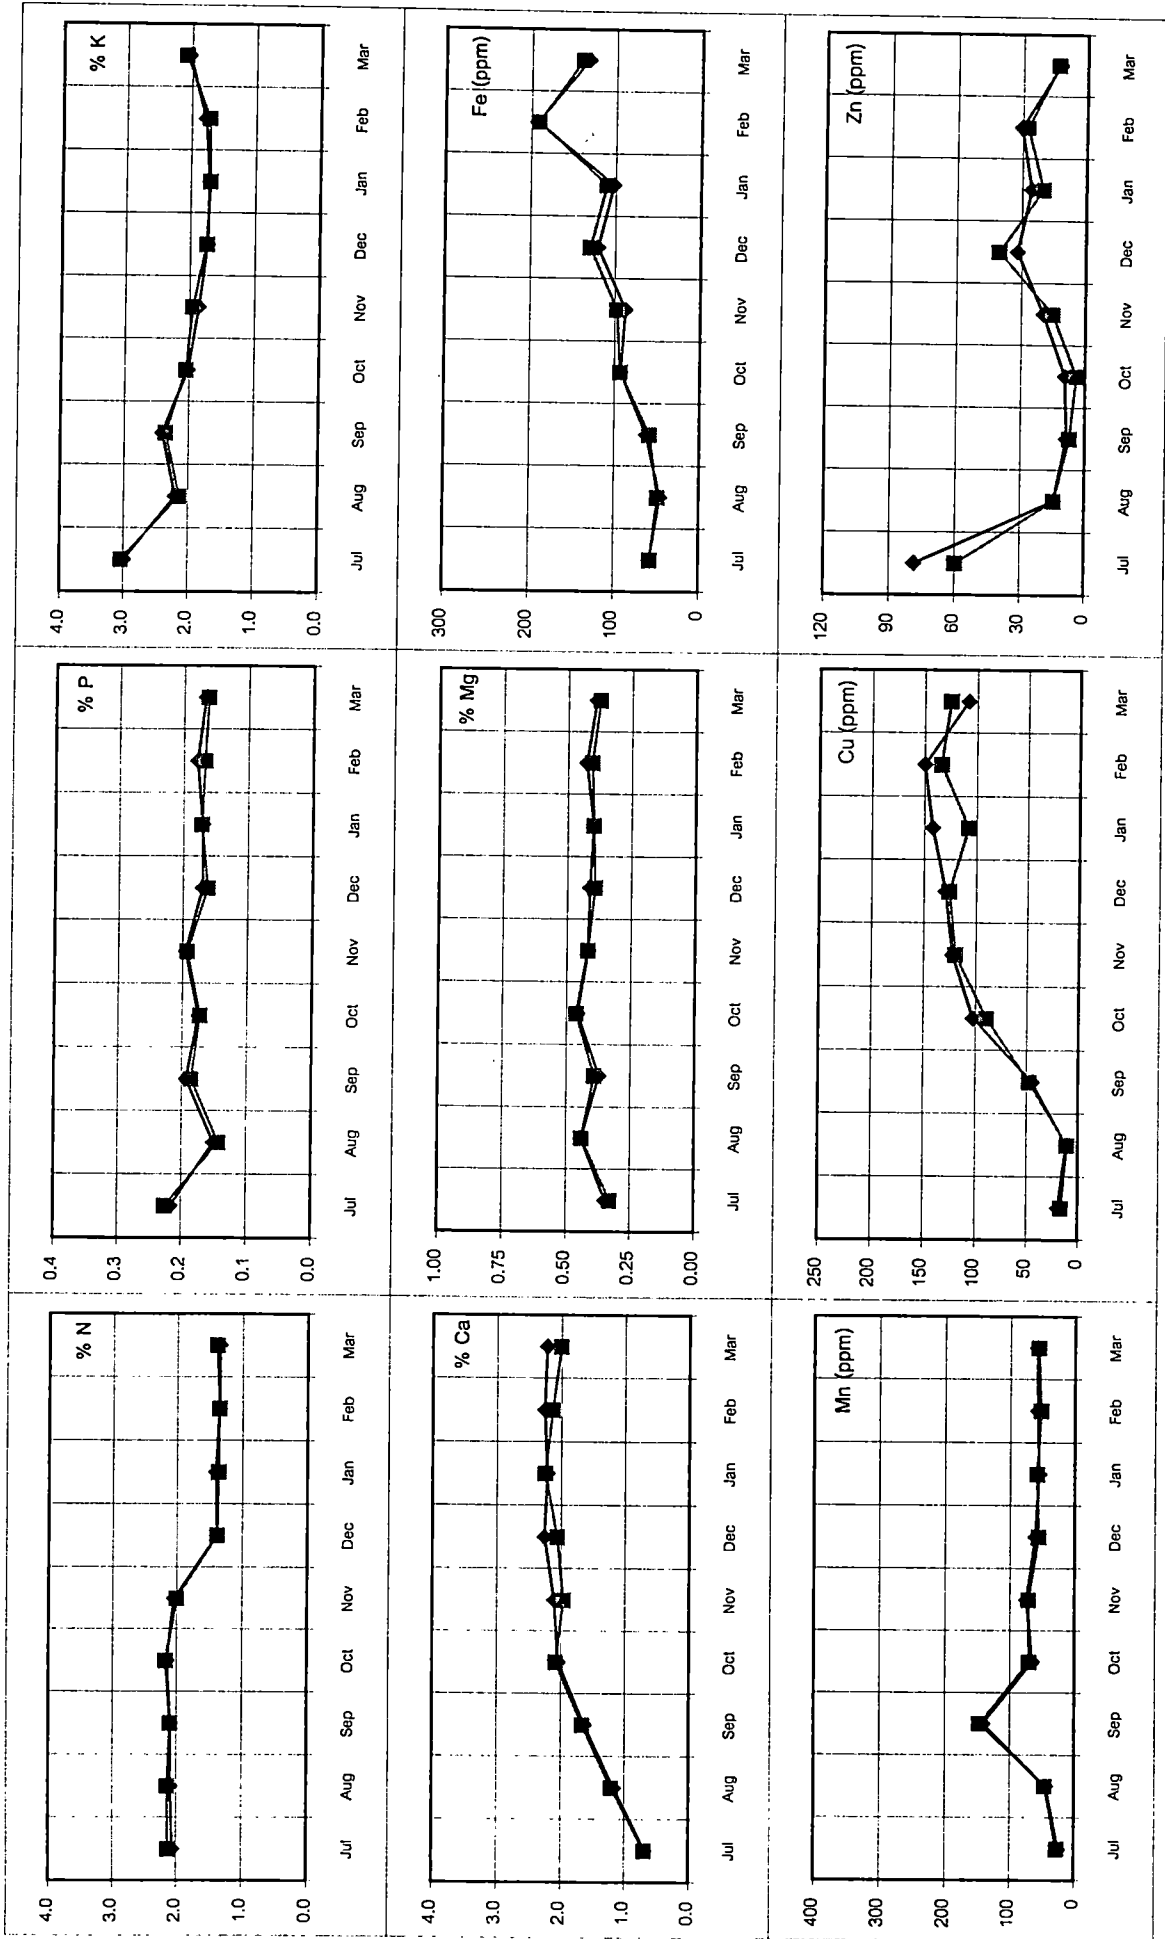 % N
4.0
3.0
2.0
1.0
0.0
Jul Aug Sep Oct Nov Dec Jan Feb Mar
% P
0.4
0.3
0.2
0.1
0.0
Jul Aug Sep Oct Nov Dec Jan Feb Mar
% K
4.0
3.0
2.0
1.0
0.0
Jul Aug Sep Oct Nov Dec Jan Feb Mar
% Ca
4.0
3.0
2.0
1.0
0.0
Jul Aug Sep Oct Nov Dec Jan Feb Mar
% Mg
1.00
0.75
0.50
0.25
0.00
Jul Aug Sep Oct Nov Dec Jan Feb Mar
Fe (ppm)
300
200
100
0
Jul Aug Sep Oct Nov Dec Jan Feb Mar
Mn (ppm)
400
300
200
100
0
Jul Aug Sep Oct Nov Dec Jan Feb Mar
Cu (ppm)
250
200
150
100
50
0
Jul Aug Sep Oct Nov Dec Jan Feb Mar
Zn (ppm)
120
90
60
30
0
Jul Aug Sep Oct Nov Dec Jan Feb Mar